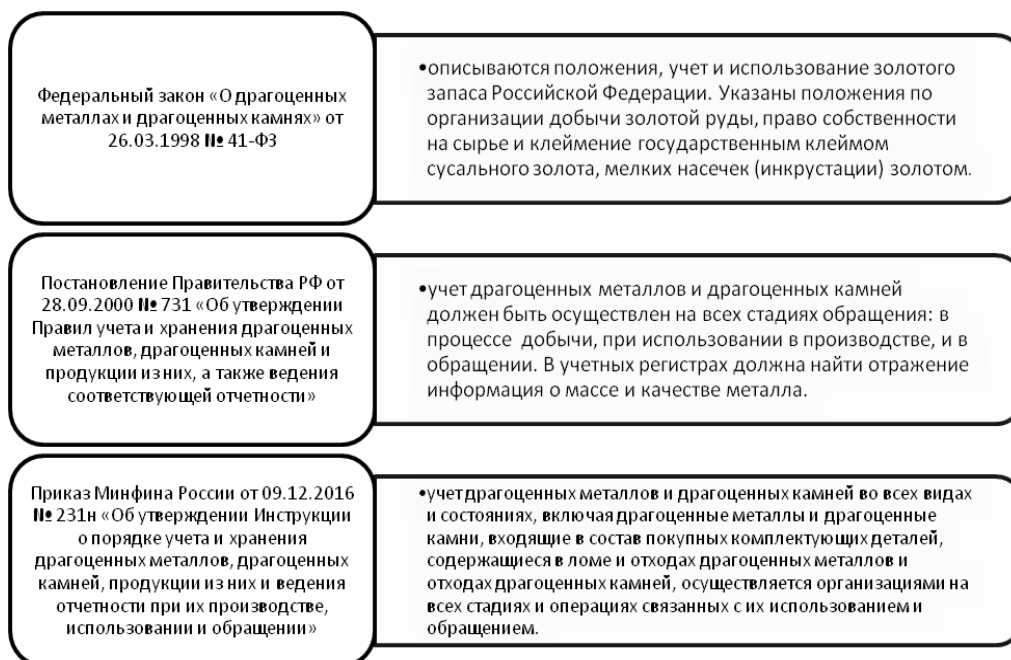 Федеральный закон «О драгоценных
металлах и драгоценных камнях» от
26.03.1998 № 41-ФЗ
•описываются положения, учет и использование золотого
запаса Российской Федерации. Указаны положения по
организации добычи золотой руды, право собственности
на сырье и клеймение государственным клеймом
сусального золота, мелких насечек (инкрустации) золотом.
Постановление Правительства РФ от
28.09.2000 № 731 «Об утверждении
Правил учета и хранения драгоценных
металлов, драгоценных камней и
продукции из них, а также ведения
соответствующей отчетности»
•учет драгоценных металлов и драгоценных камней
должен быть осуществлен на всех стадиях обращения: в
процессе добычи, при использовании в производстве, и в
обращении. В учетных регистрах должна найти отражение
информация о массе и качестве металла.
Приказ Минфина России от 09.12.2016
№ 231н «Об утверждении Инструкции
о порядке учета и хранения
драгоценных металлов, драгоценных
камней, продукции из них и ведения
отчетности при их производстве,
использовании и обращении»
•учет драгоценных металлов и драгоценных камней во всех видах
и состояниях, включая драгоценные металлы и драгоценные
камни, входящие в состав покупных комплектующих деталей,
содержащиеся в ломе и отходах драгоценных металлов и
отходах драгоценных камней, осуществляется организациями на
всех стадиях и операциях связанных с их использованием и
обращением.